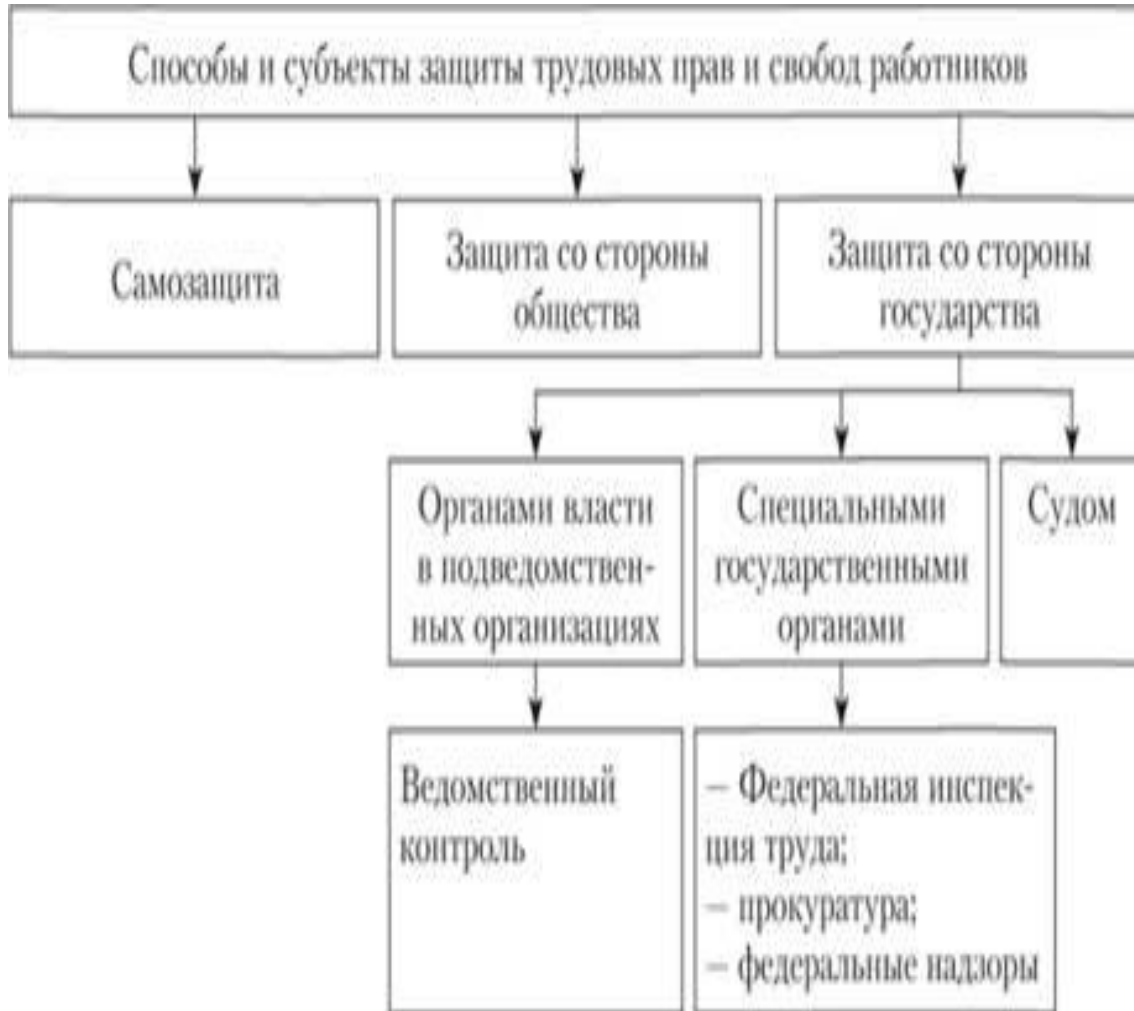 Способы и субъекты защиты трудовых прав и свобод работников
Самозащита
Защита со стороны
общества
Защита со стороны
государства
Органами власти
в подведомствен-
ных организациях
Специальными
государственными
органами
Судом
Ведомственный
контроль
– Федеральная инспек-
ция труда;
– прокуратура;
– федеральные надзоры